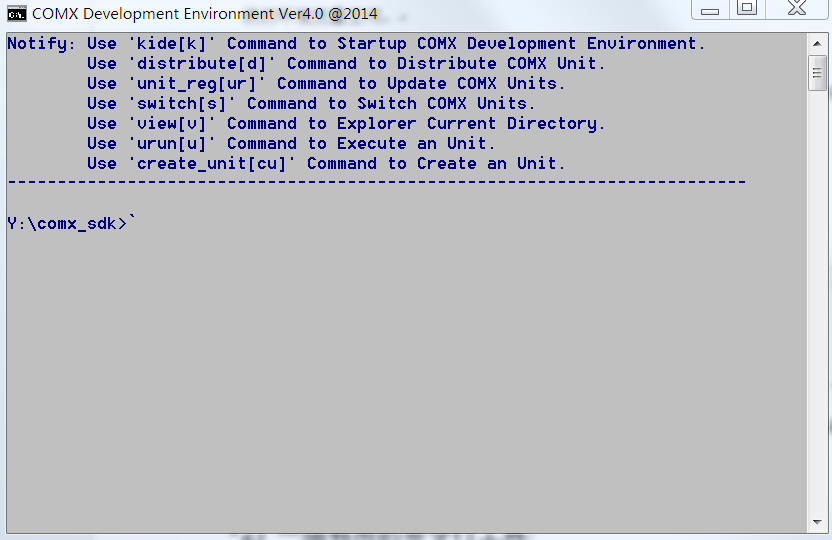 COMX Development Environment Ver4.0 @2014
Notify: Use 'kide[k]' Command to Startup COMX Development Environment.
Use 'distribute[d]' Command to Distribute COMX Unit.
Use 'unit_reg[ur]' Command to Update COMX Units.
Use 'switch[s]' Command to Switch COMX Units.
Use 'view[v]' Command to Explorer Current Directory.
Use 'urun[u]' Command to Execute an Unit.
Use 'create_unit[cu]' Command to Create an Unit.
--------------------------------------------------------------------------
Y:\comx_sdk>`